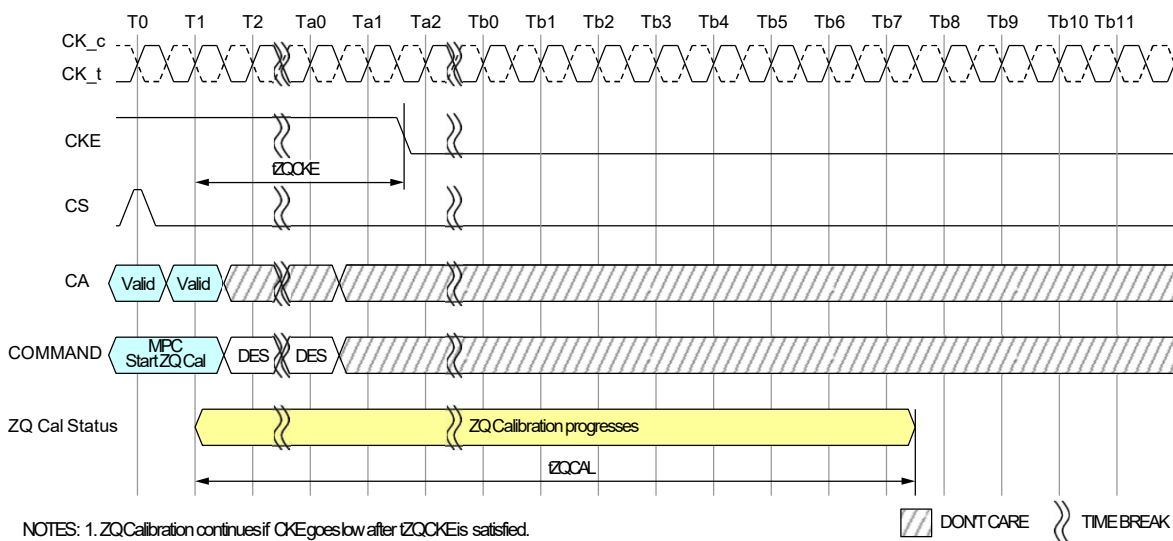 T0 T1 T2 Ta0 Ta1 Ta2 Tb0 Tb1 Tb2 Tb3 Tb4 Tb5 Tb6 Tb7 Tb8 Tb9 Tb10 Tb11
CK_c
CK_t
CKE
tZQCKE
CS
CA Valid Valid
COMMAND MPC
Start ZQ Cal DES DES
ZQ Cal Status ZQ Calibration progresses
tZQCAL
NOTES: 1. ZQ Calibration continues if CKE goes low after tZQCKE is satisfied.
DON'T CARE TIME BREAK